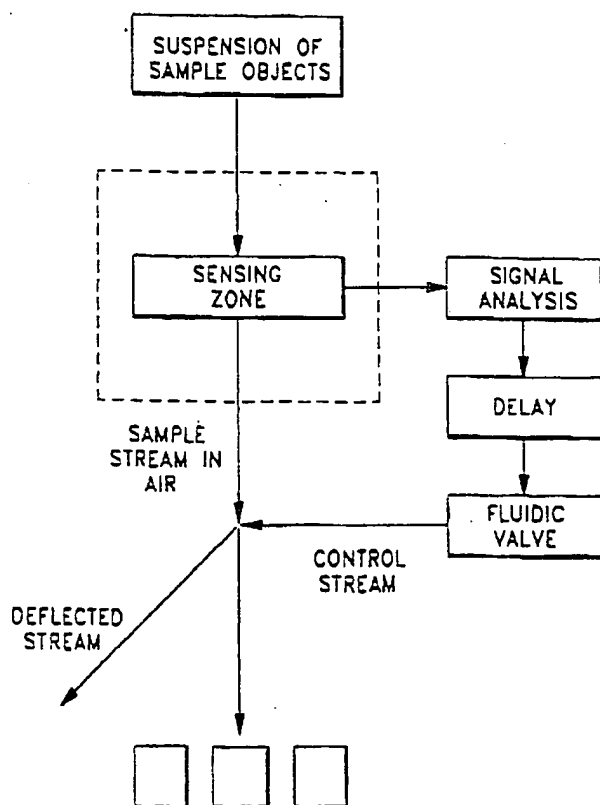 SUSPENSION OF
SAMPLE OBJECTS
SENSING
ZONE
SIGNAL
ANALYSIS
DELAY
SAMPLE
STREAM IN
AIR
FLUIDIC
VALVE
CONTROL
STREAM
DEFLECTED
STREAM